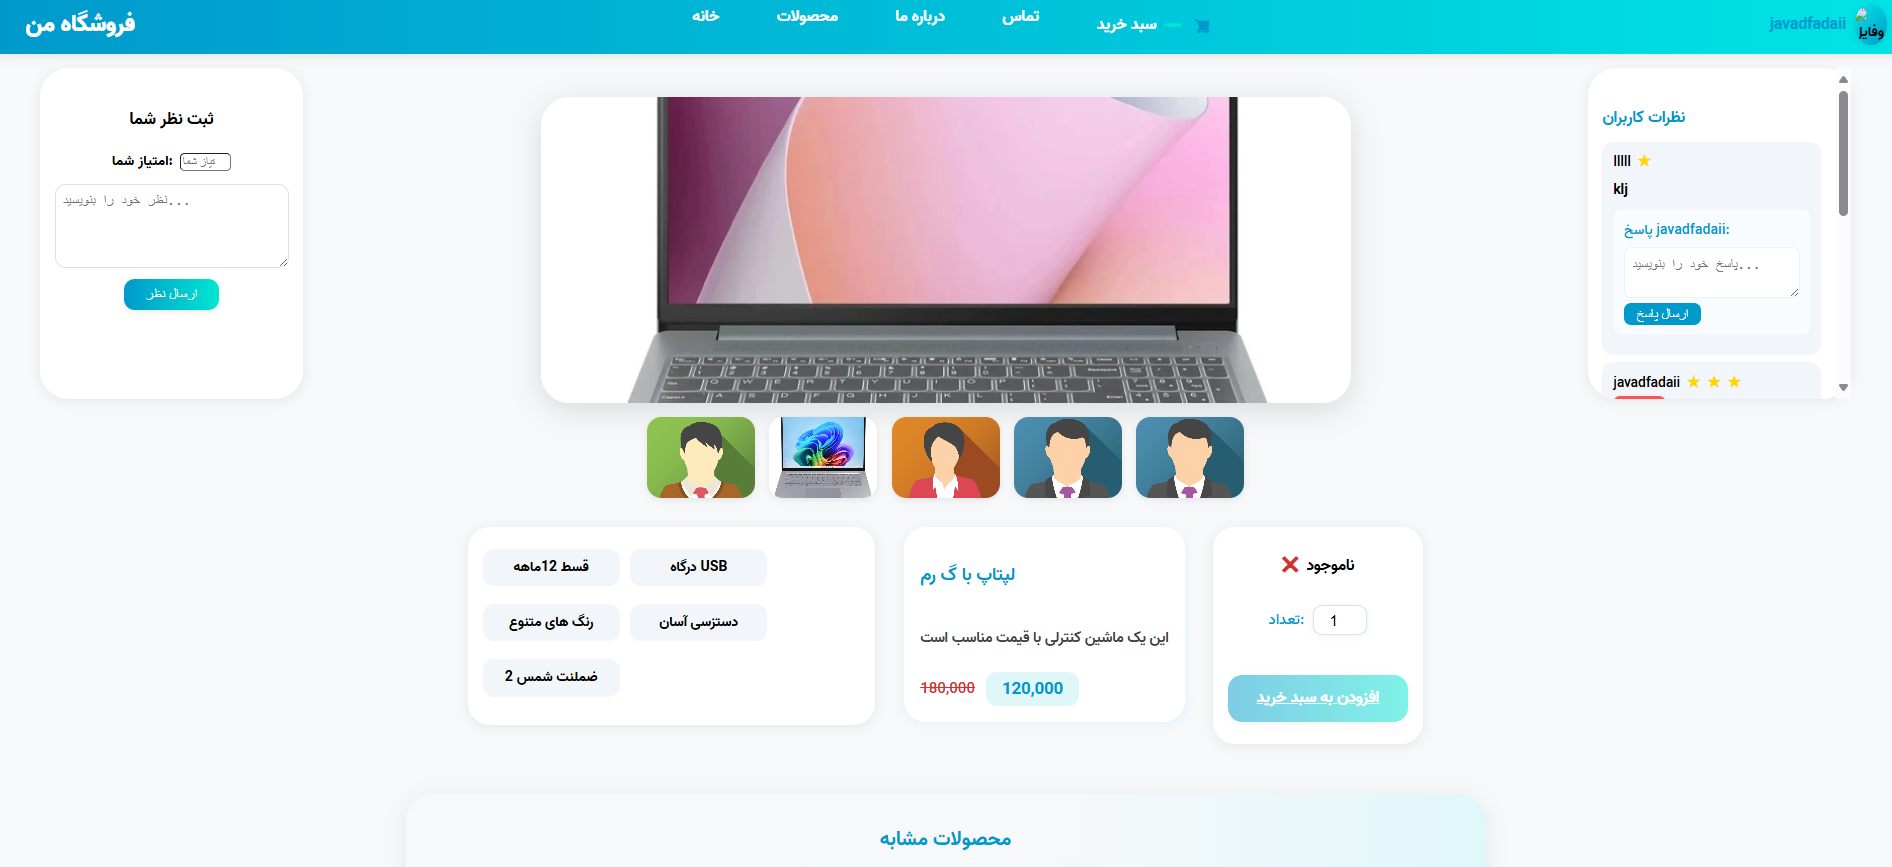 فروشگاه من
خانه
محصولات
درباره ما
تماس
سبد خرید
javadfadaii
ثبت نظر شما
امتیاز شما:
نظر خود را بنویسید...
ارسال نظر
نظرات کاربران
lllll ★
klj
پاسخ javadfadaii:
پاسخ خود را بنویسید...
ارسال پاسخ
javadfadaii ★ ★ ★
قسط 12ماهه
درگاه USB
رنگ های متنوع
دسترسی آسان
ضملنت شمس 2
لپتاپ با گ رم
این یک ماشین کنترلی با قیمت مناسب است
180,000 120,000
ناموجود ❌
تعداد: 1
افزودن به سبد خرید
محصولات مشابه